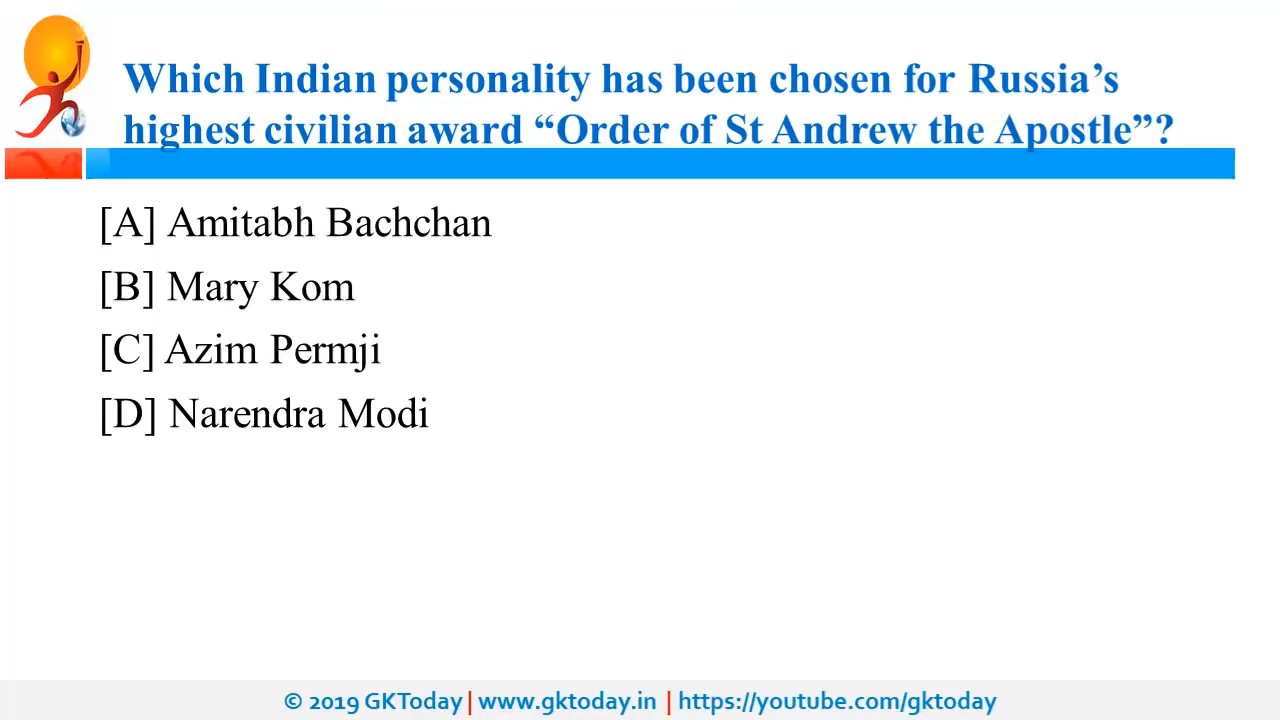 Which Indian personality has been chosen for Russia’s
highest civilian award “Order of St Andrew the Apostle”?
[A] Amitabh Bachchan
[B] Mary Kom
[C] Azim Permji
[D] Narendra Modi
© 2019 GKToday | www.gktoday.in | https://youtube.com/gktoday